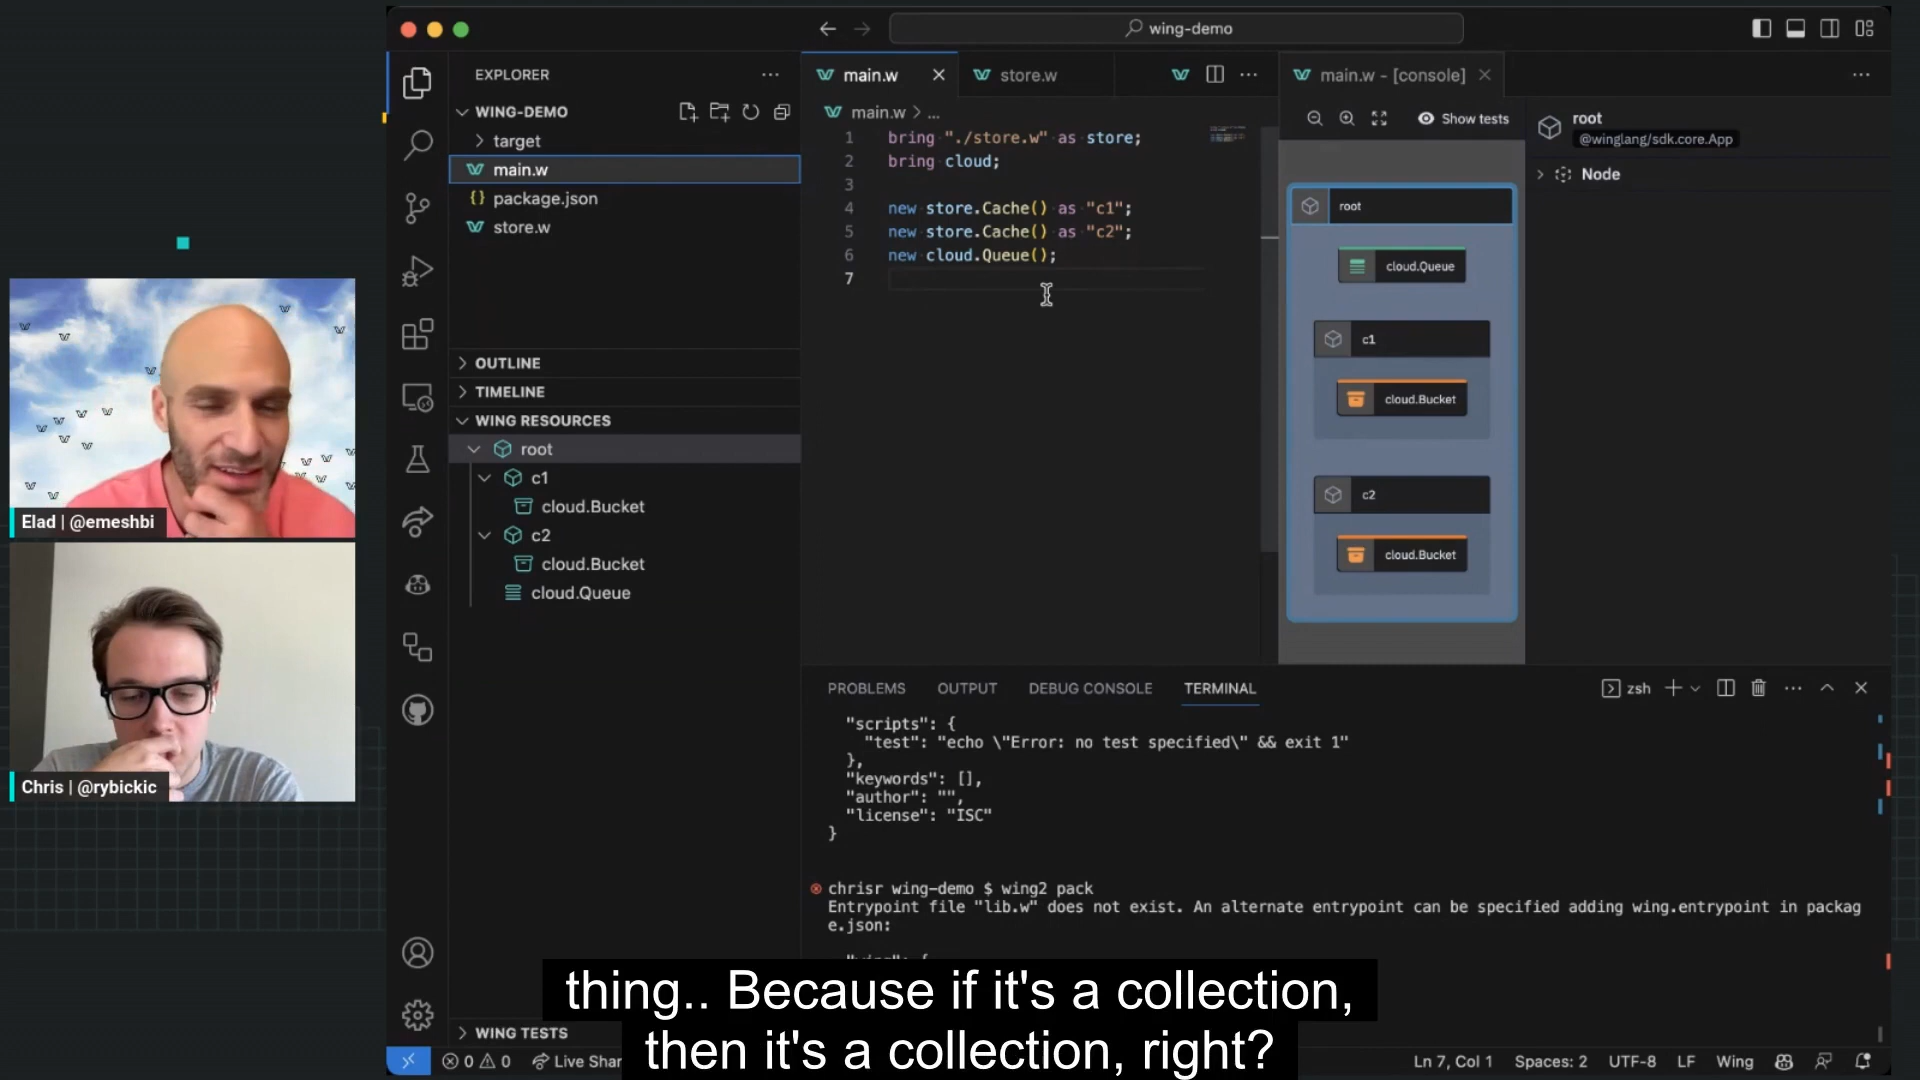 wing-demo
EXPLORER
WING-DEMO
target
main.w
package.json
store.w
OUTLINE
TIMELINE
WING RESOURCES
root
c1
cloud.Bucket
c2
cloud.Bucket
cloud.Queue
WING TESTS
main.w
store.w
main.w > ...
1 bring "./store.w" as store;
2 bring cloud;
3
4 new store.Cache() as "c1";
5 new store.Cache() as "c2";
6 new cloud.Queue();
7
main.w - [console]
Show tests
root
cloud.Queue
c1
cloud.Bucket
c2
cloud.Bucket
root
@winglang/sdk.core.App
Node
Elad | @emeshbi
Chris | @rybickic
PROBLEMS OUTPUT DEBUG CONSOLE TERMINAL
zsh
"scripts": {
"test": "echo \"Error: no test specified\" && exit 1"
},
"keywords": [],
"author": "",
"license": "ISC"
}
chrisr wing-demo $ wing2 pack
Entrypoint file "lib.w" does not exist. An alternate entrypoint can be specified adding wing.entrypoint in packag
e.json:
thing.. Because if it's a collection,
then it's a collection, right?
0 0 Live Shar
Ln 7, Col 1 Spaces: 2 UTF-8 LF Wing